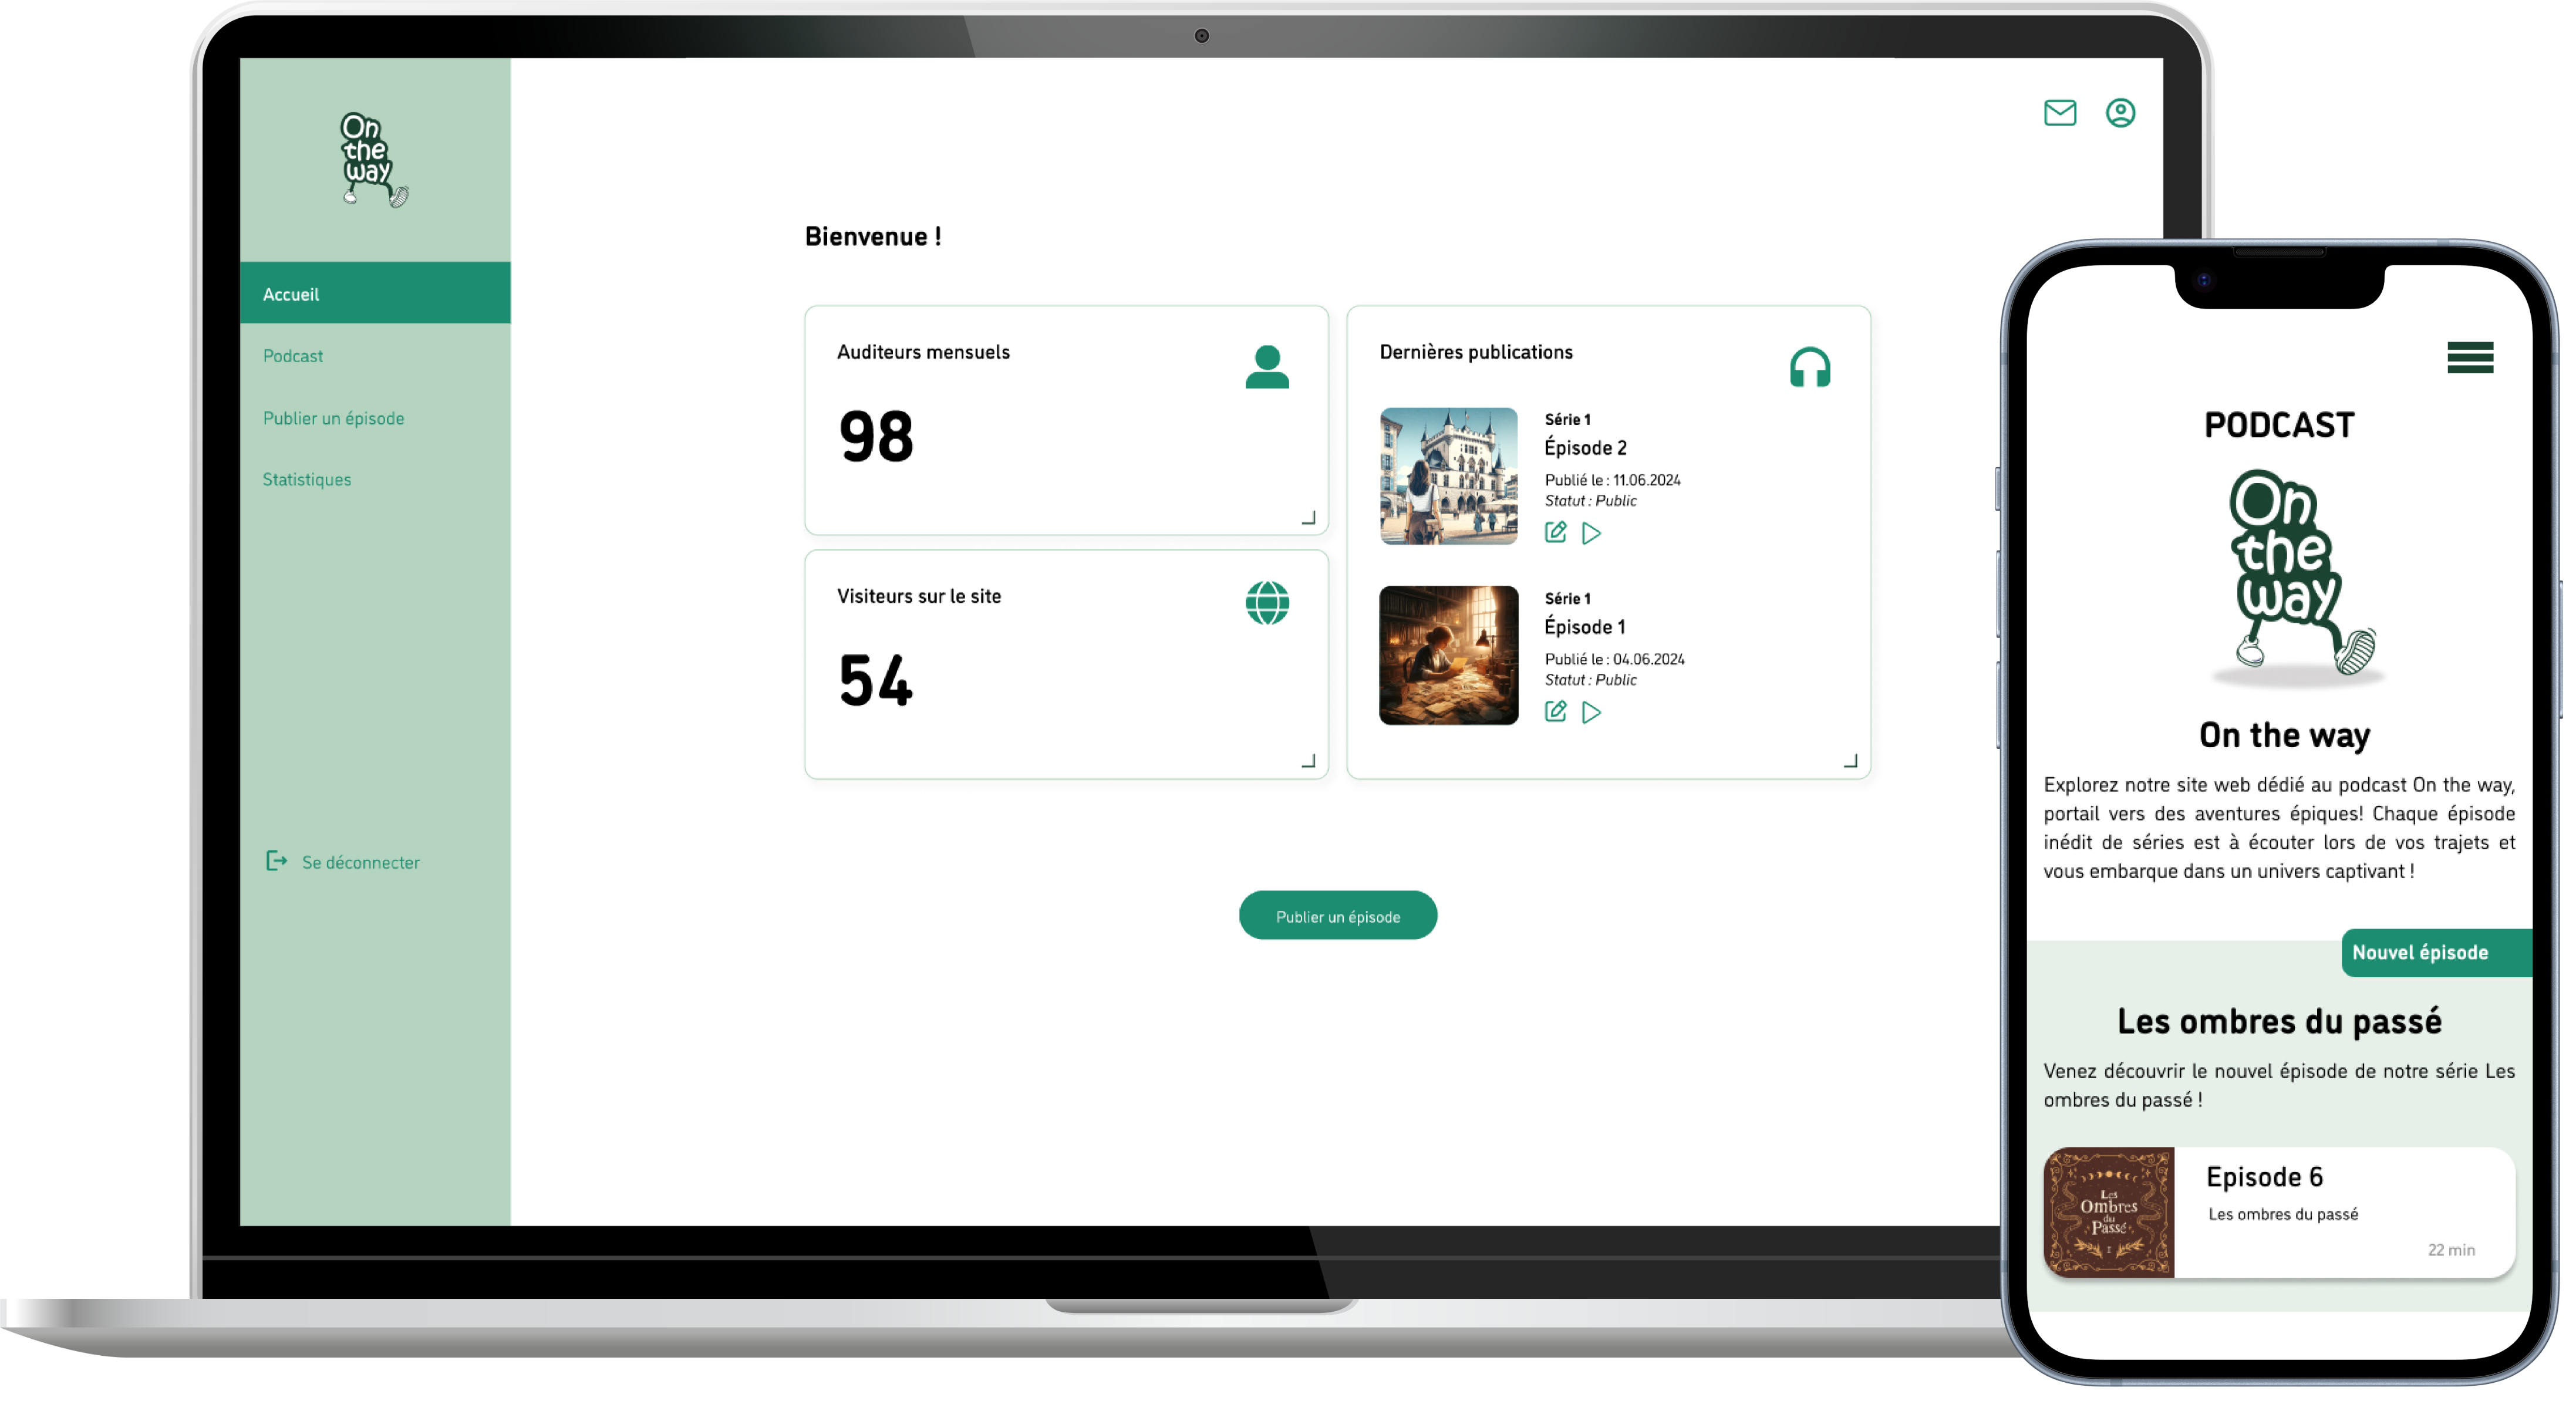 On
the
way
Accueil
Podcast
Publier un épisode
Statistiques
Se déconnecter
Bienvenue !
Auditeurs mensuels
98
Visiteurs sur le site
54
Dernières publications
Série 1
Épisode 2
Publié le : 11.06.2024
Statut : Public
Série 1
Épisode 1
Publié le : 04.06.2024
Statut : Public
Publier un épisode
PODCAST
On
the
way
On the way
Explorez notre site web dédié au podcast On the way,
portail vers des aventures épiques! Chaque épisode
inédit de séries est à écouter lors de vos trajets et
vous embarque dans un univers captivant !
Nouvel épisode
Les ombres du passé
Venez découvrir le nouvel épisode de notre série Les
ombres du passé !
Les
Ombres
du
Passé
I
Episode 6
Les ombres du passé
22 min